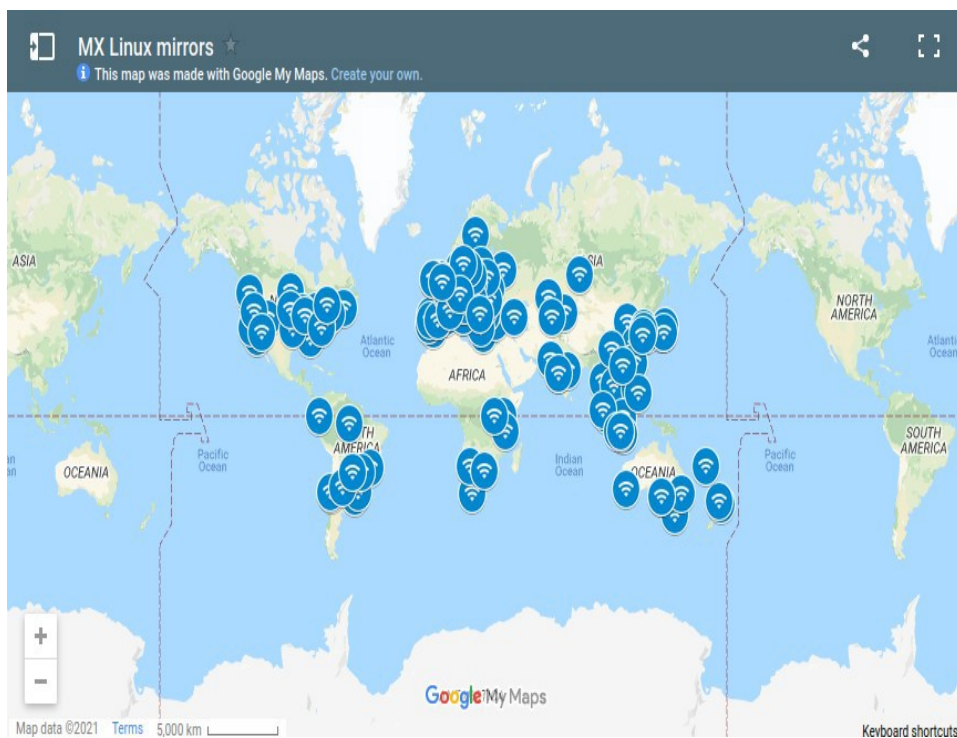 MX Linux mirrors
This map was made with Google My Maps. Create your own.
ASIA
NORTH
AMERICA
Atlantic
Ocean
Atlanti
Ocean
AFRICA
AMERICA
SOUTH
AMERICA
Pacific
Ocean
Indian
Ocean
Pacific
Ocean
OCEANIA
OCEANIA
+
−
Google My Maps
Map data ©2021 Terms 5,000 km
Keyboard shortcuts